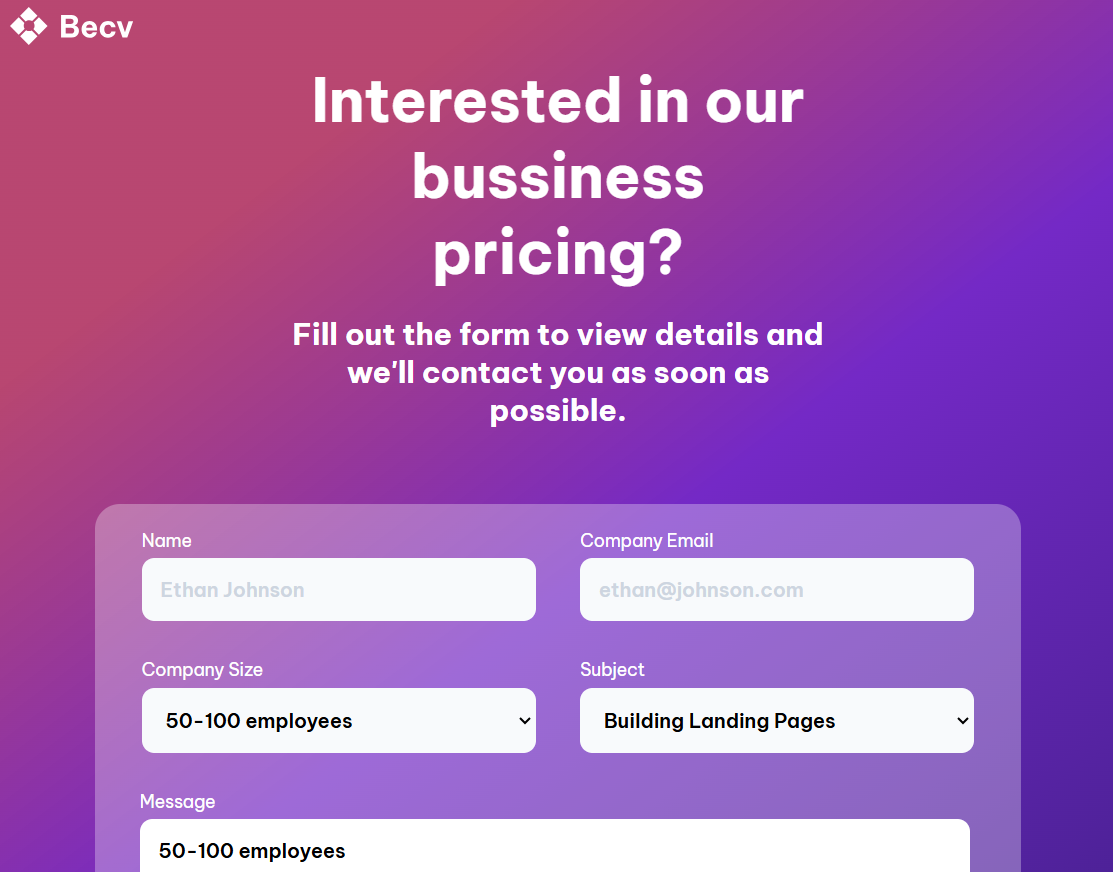 Becv
Interested in our
bussiness
pricing?
Fill out the form to view details and
we'll contact you as soon as
possible.
Name
Company Email
Ethan Johnson
ethan@johnson.com
Company Size
Subject
50-100 employees
Building Landing Pages
Message
50-100 employees